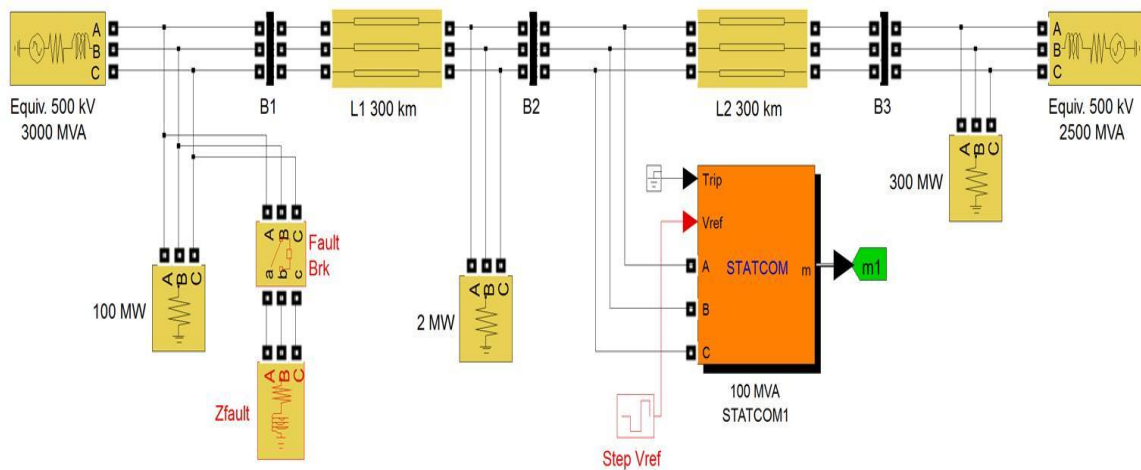 A
B
C
Equiv. 500 kV
3000 MVA
B1
L1 300 km
B2
L2 300 km
B3
A
B
C
Equiv. 500 kV
2500 MVA
A B C
300 MW
Trip
Vref
A
B
C
STATCOM
m
m1
100 MVA
STATCOM1
Step Vref
A B C
a b c
Fault
Brk
A B C
100 MW
A B C
2 MW
A B C
Zfault